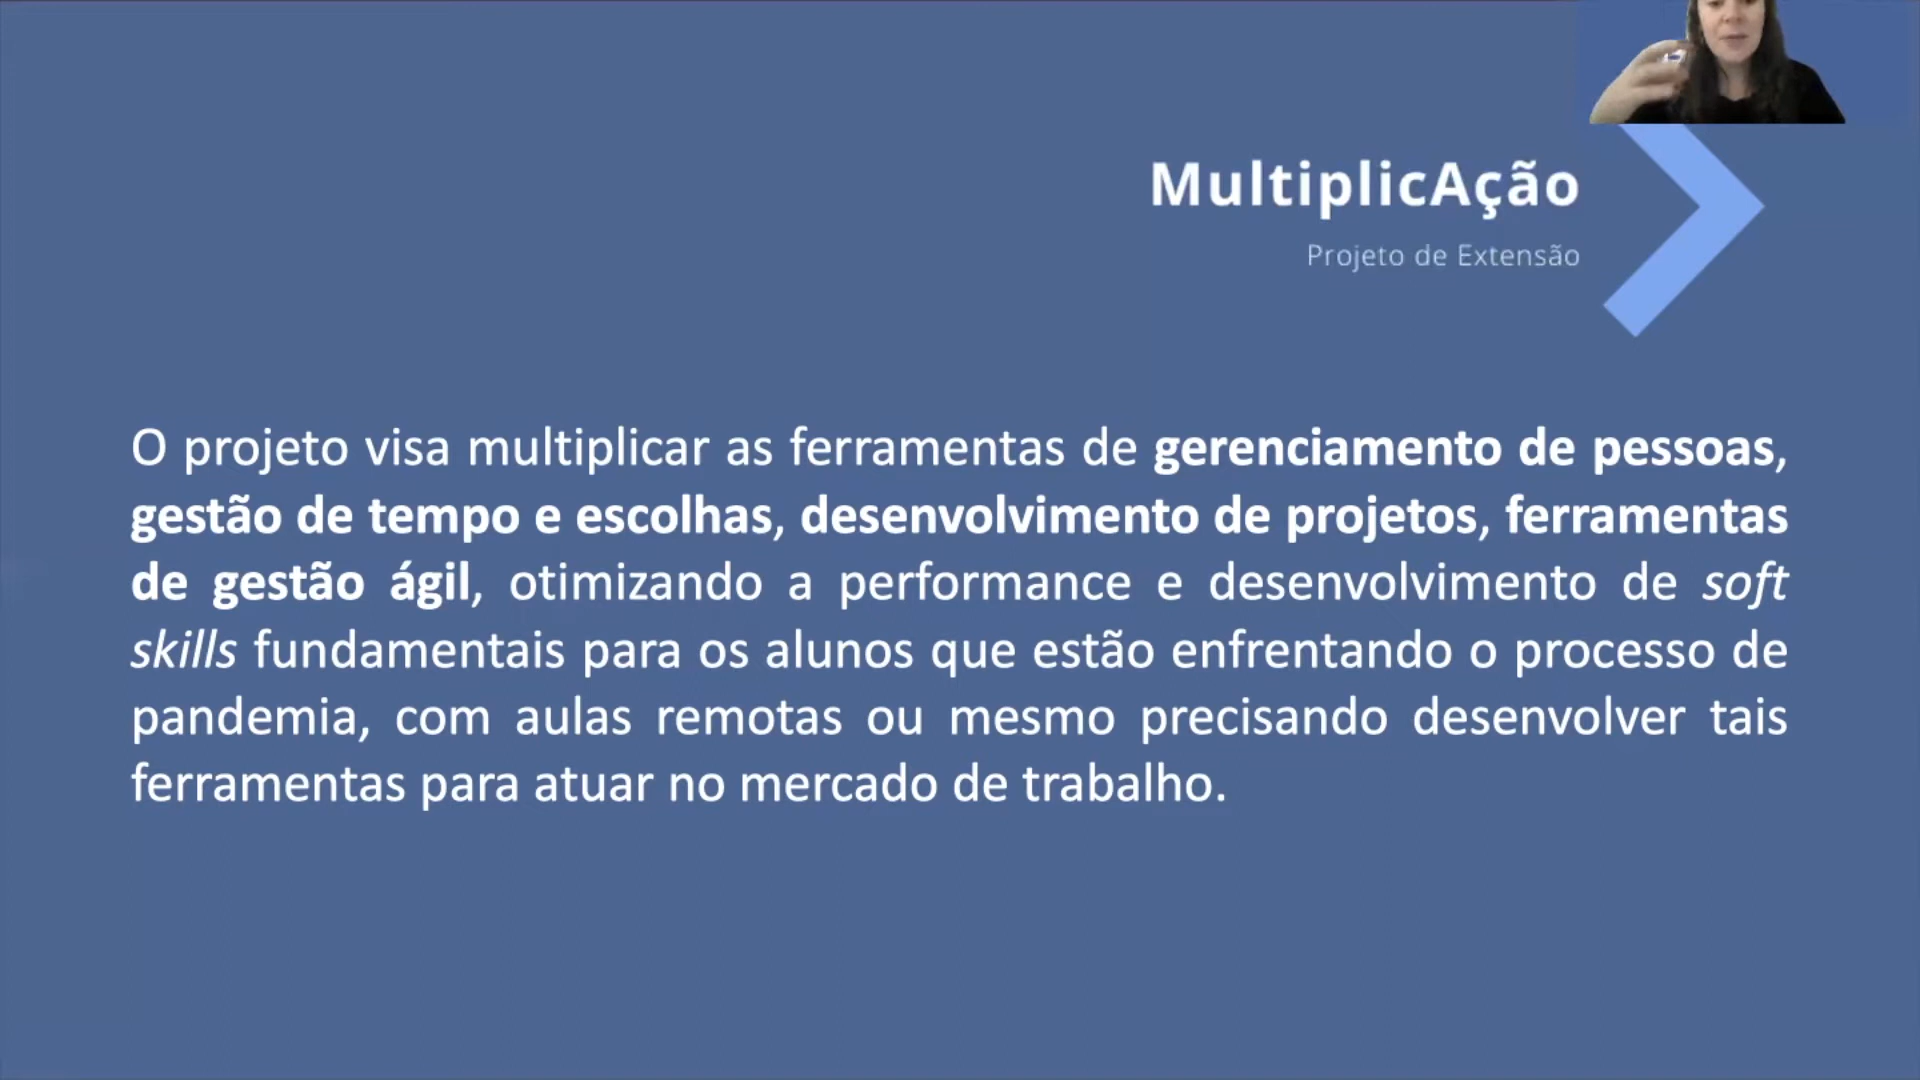 MultiplicAção
Projeto de Extensão
O projeto visa multiplicar as ferramentas de gerenciamento de pessoas,
gestão de tempo e escolhas, desenvolvimento de projetos, ferramentas
de gestão ágil, otimizando a performance e desenvolvimento de soft
skills fundamentais para os alunos que estão enfrentando o processo de
pandemia, com aulas remotas ou mesmo precisando desenvolver tais
ferramentas para atuar no mercado de trabalho.